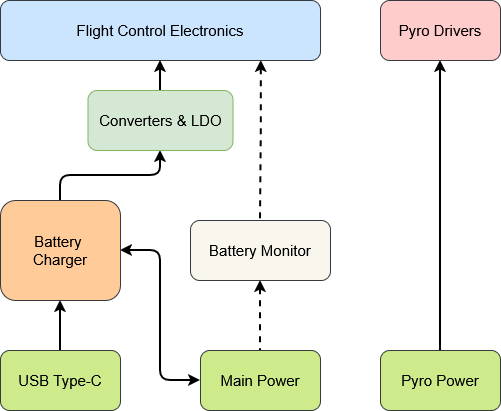 Flight Control Electronics
Pyro Drivers
Converters & LDO
Battery
Charger
Battery Monitor
USB Type-C
Main Power
Pyro Power